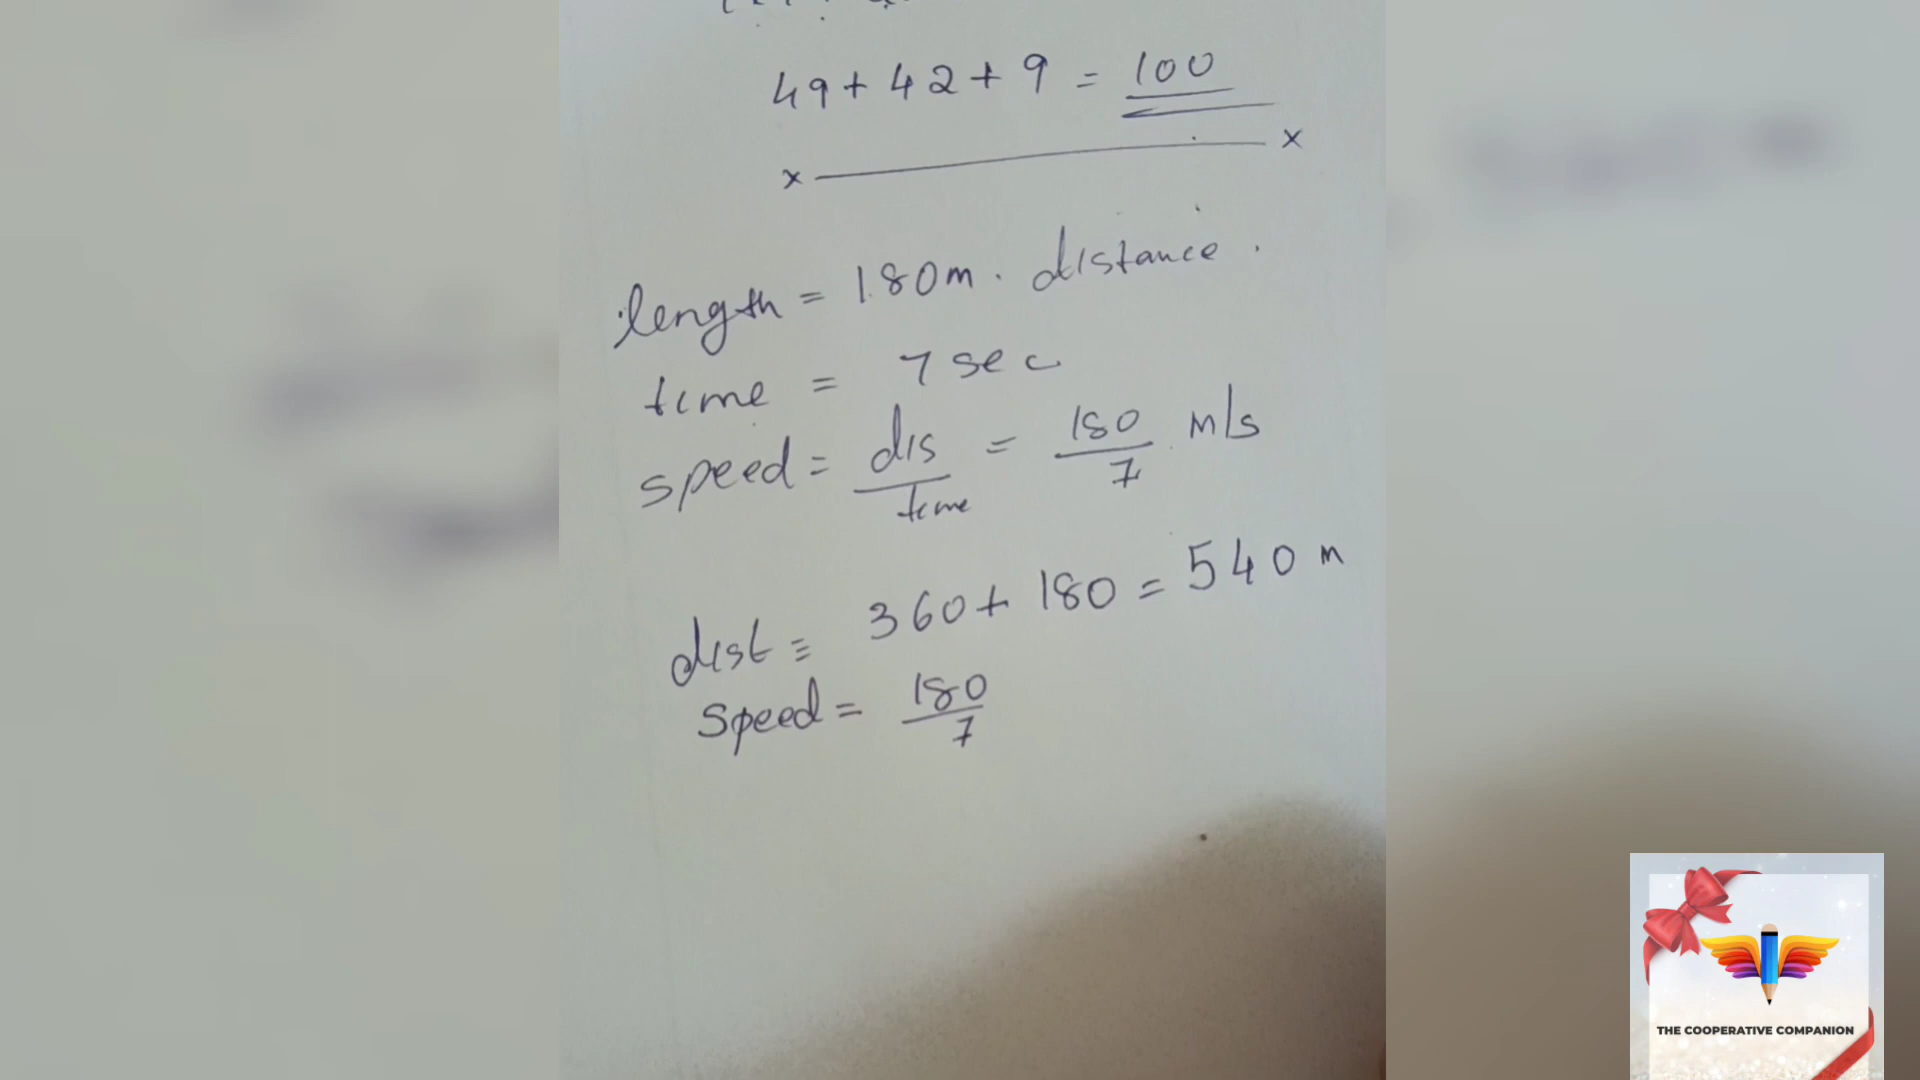 49 + 42 + 9 = 100
x x
length = 180m . distance .
time = 7 sec
speed = dis/time = 180/7 m/s
dist = 360 + 180 = 540 m
speed = 180/7
THE COOPERATIVE COMPANION